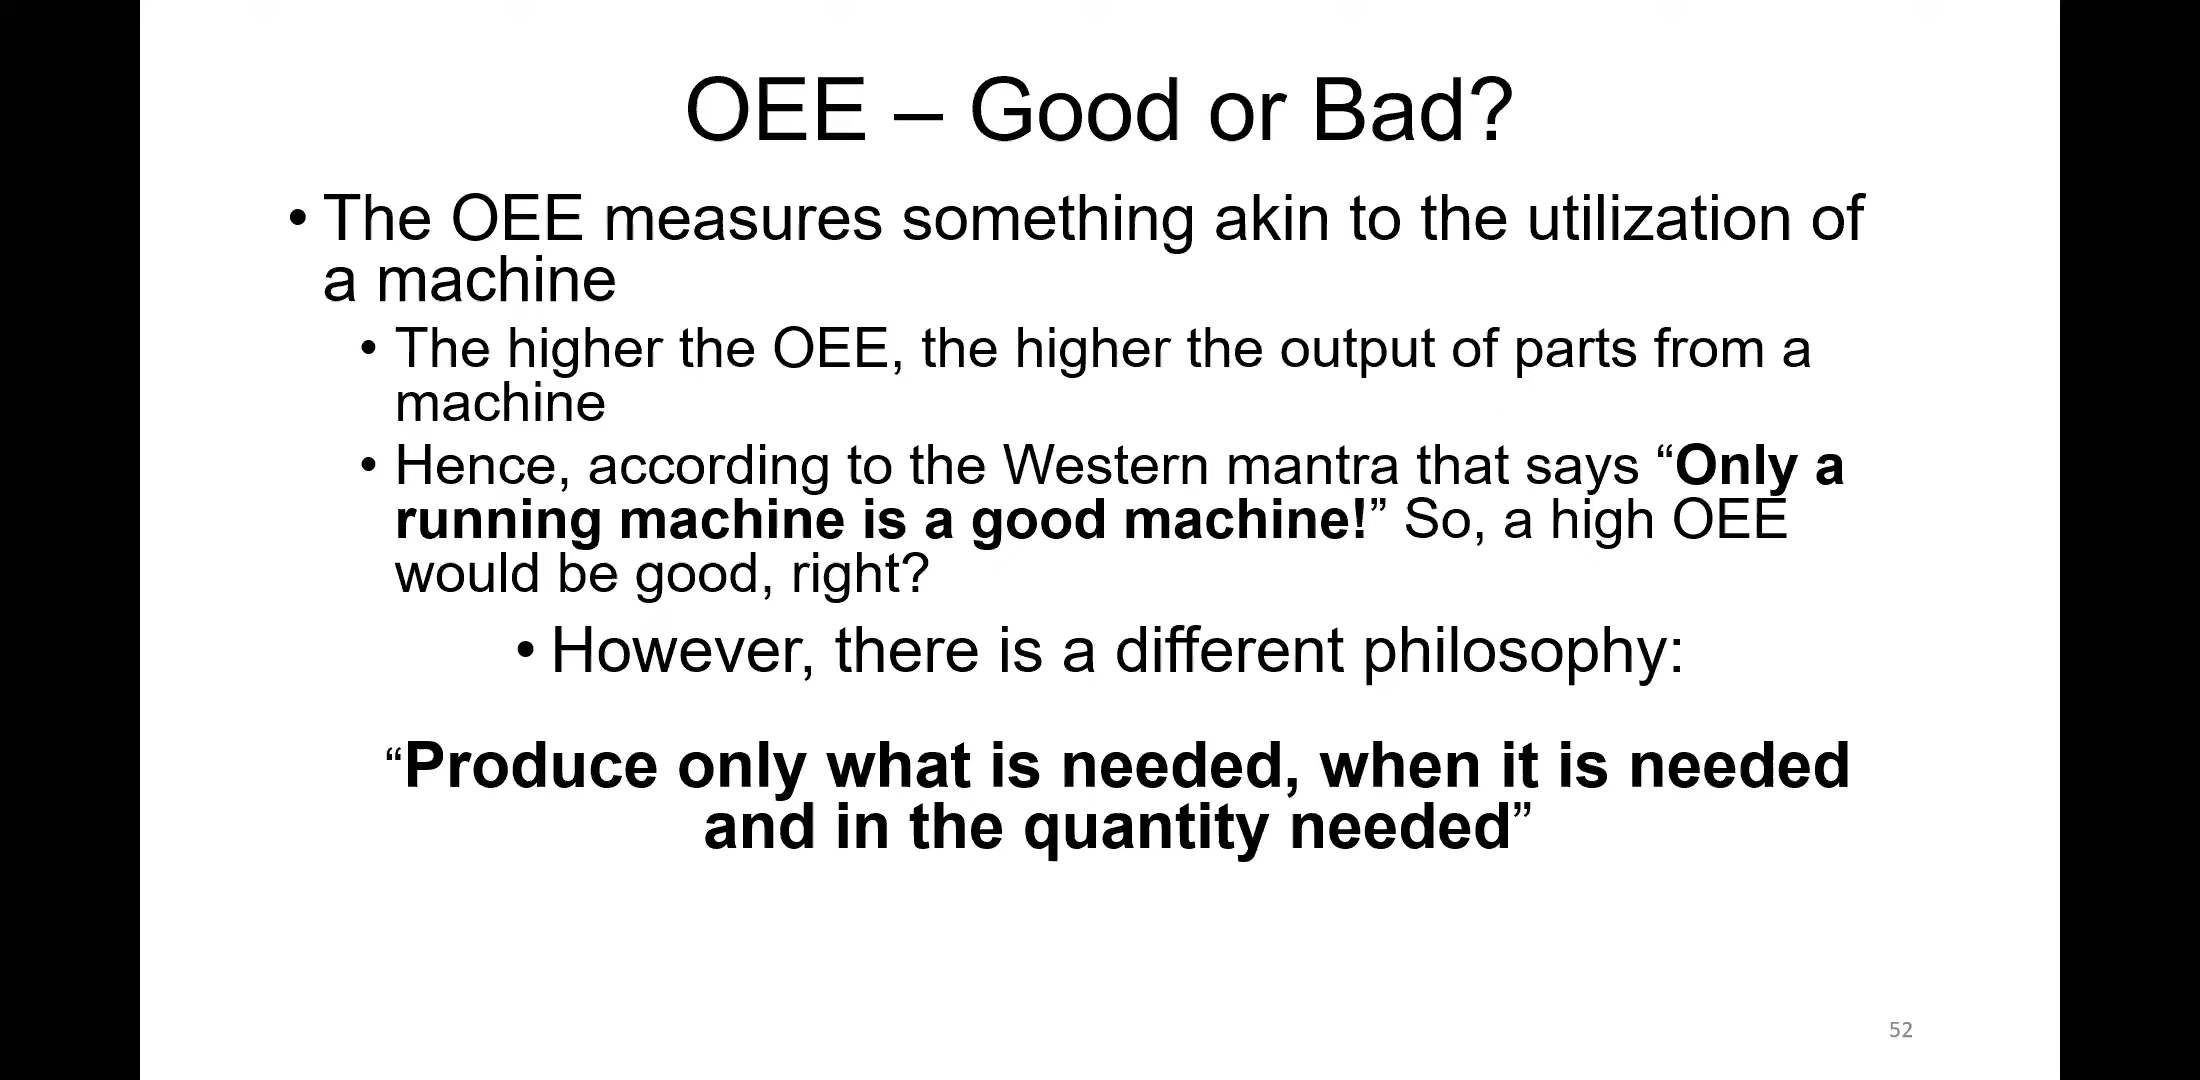 OEE – Good or Bad?
• The OEE measures something akin to the utilization of
a machine
• The higher the OEE, the higher the output of parts from a
machine
• Hence, according to the Western mantra that says “Only a
running machine is a good machine!” So, a high OEE
would be good, right?
• However, there is a different philosophy:
“Produce only what is needed, when it is needed
and in the quantity needed”
52